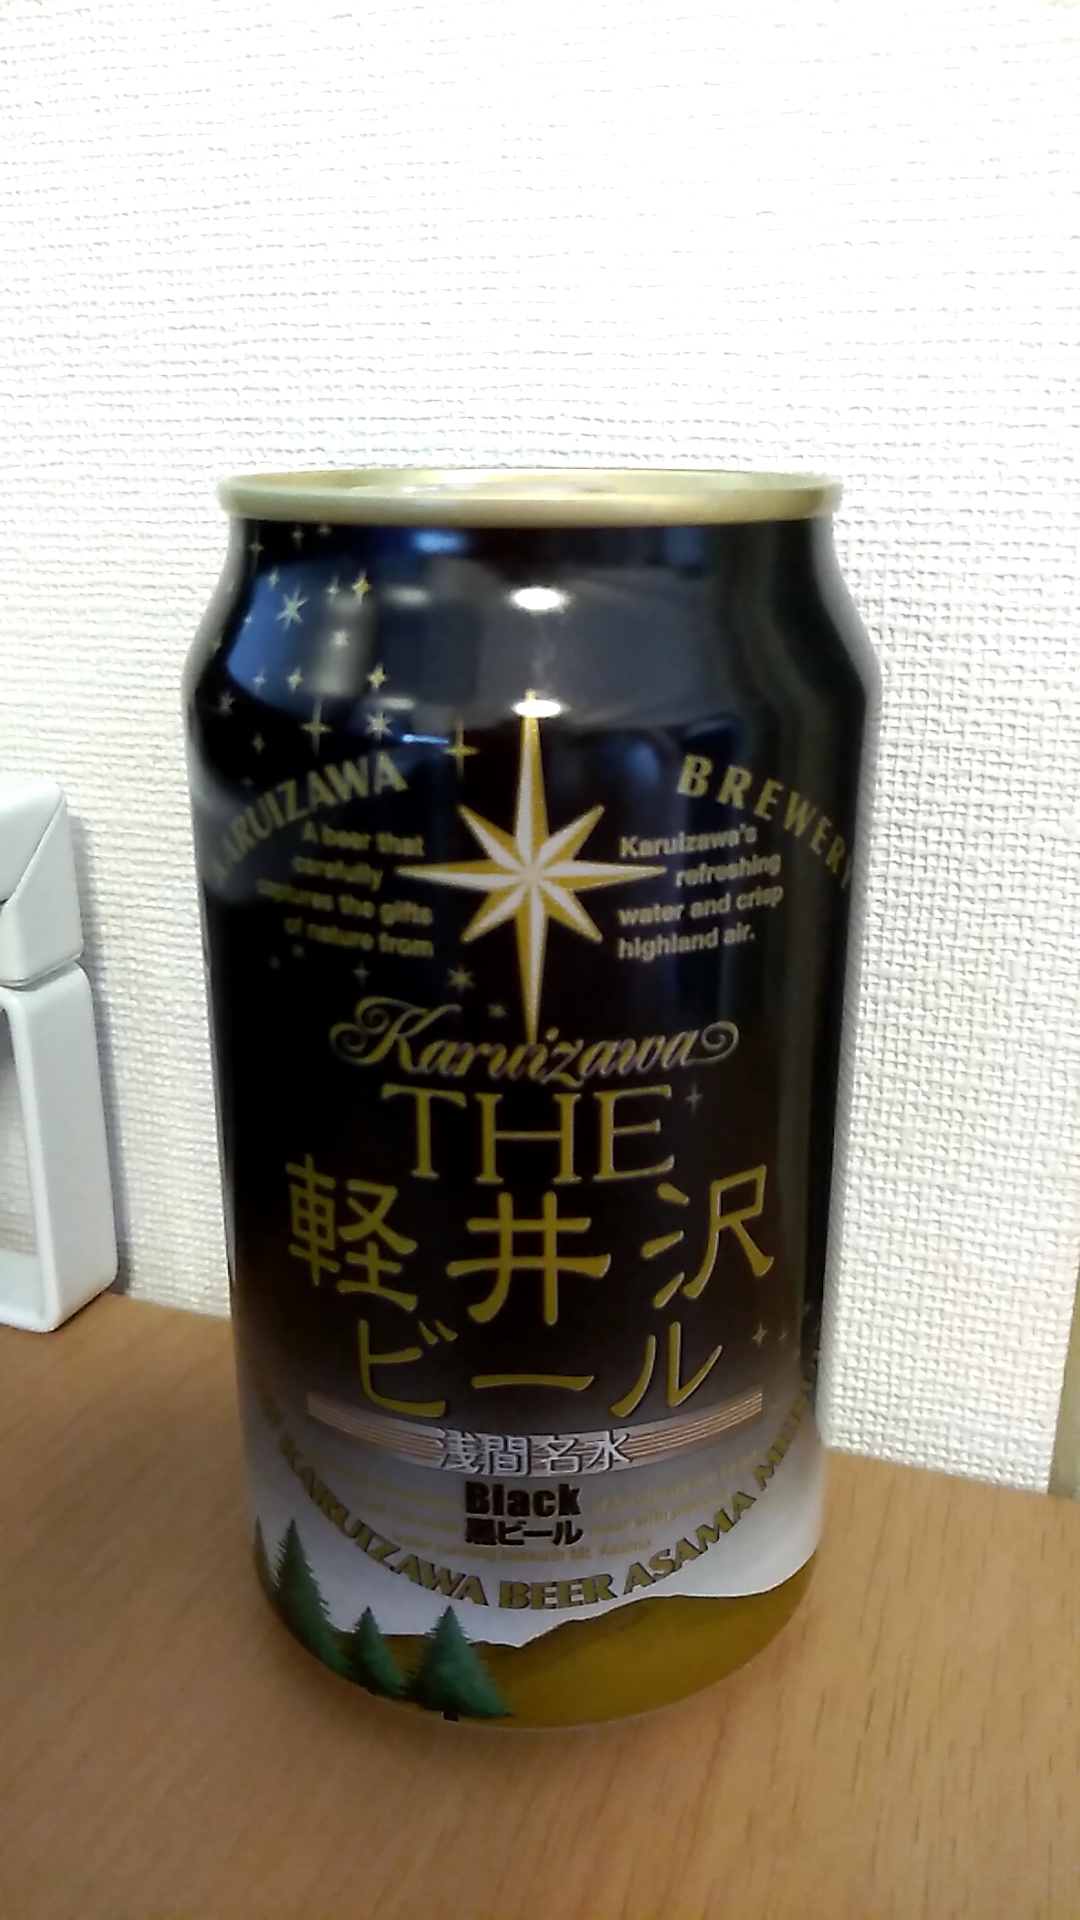 KARUIZAWA BREWERY
A beer that
carefully
captures the gifts
of nature from
Karuizawa's
refreshing
water and crisp
highland air.
Karuizawa
THE
軽井沢
ビール
浅間名水
Black
黒ビール
KARUIZAWA BEER ASAMA